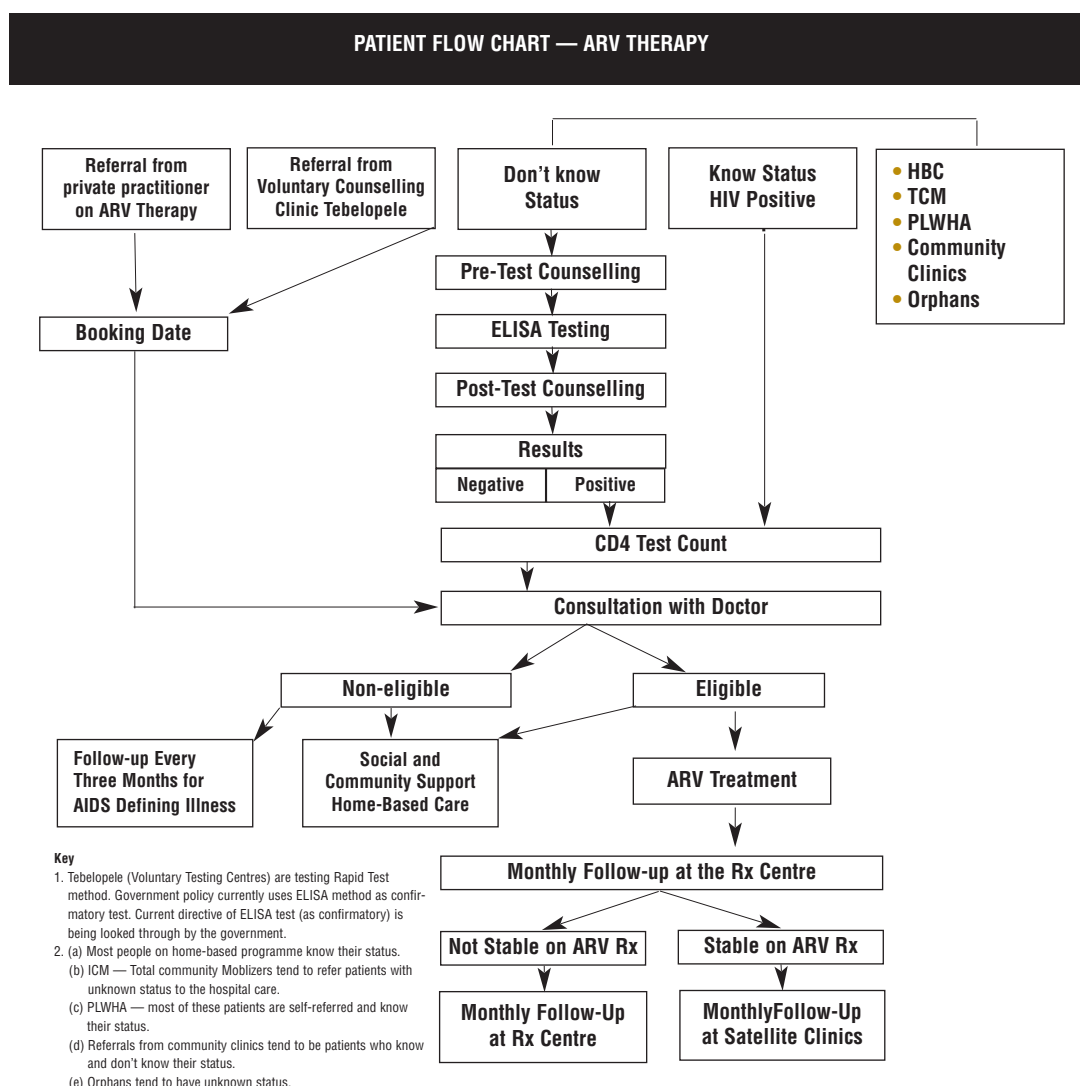 PATIENT FLOW CHART — ARV THERAPY
Referral from
private practitioner
on ARV Therapy
Referral from
Voluntary Counselling
Clinic Tebelopele
Don't know
Status
Know Status
HIV Positive
• HBC
• TCM
• PLWHA
• Community
Clinics
• Orphans
Pre-Test Counselling
Booking Date
ELISA Testing
Post-Test Counselling
Results
Negative
Positive
CD4 Test Count
Consultation with Doctor
Non-eligible
Eligible
Follow-up Every
Three Months for
AIDS Defining Illness
Social and
Community Support
Home-Based Care
ARV Treatment
Monthly Follow-up at the Rx Centre
Not Stable on ARV Rx
Stable on ARV Rx
Monthly Follow-Up
at Rx Centre
MonthlyFollow-Up
at Satellite Clinics
Key
1. Tebelopele (Voluntary Testing Centres) are testing Rapid Test
method. Government policy currently uses ELISA method as confir-
matory test. Current directive of ELISA test (as confirmatory) is
being looked through by the government.
2. (a) Most people on home-based programme know their status.
(b) ICM — Total community Moblizers tend to refer patients with
unknown status to the hospital care.
(c) PLWHA — most of these patients are self-referred and know
their status.
(d) Referrals from community clinics tend to be patients who know
and don't know their status.
(e) Orphans tend to have unknown status.